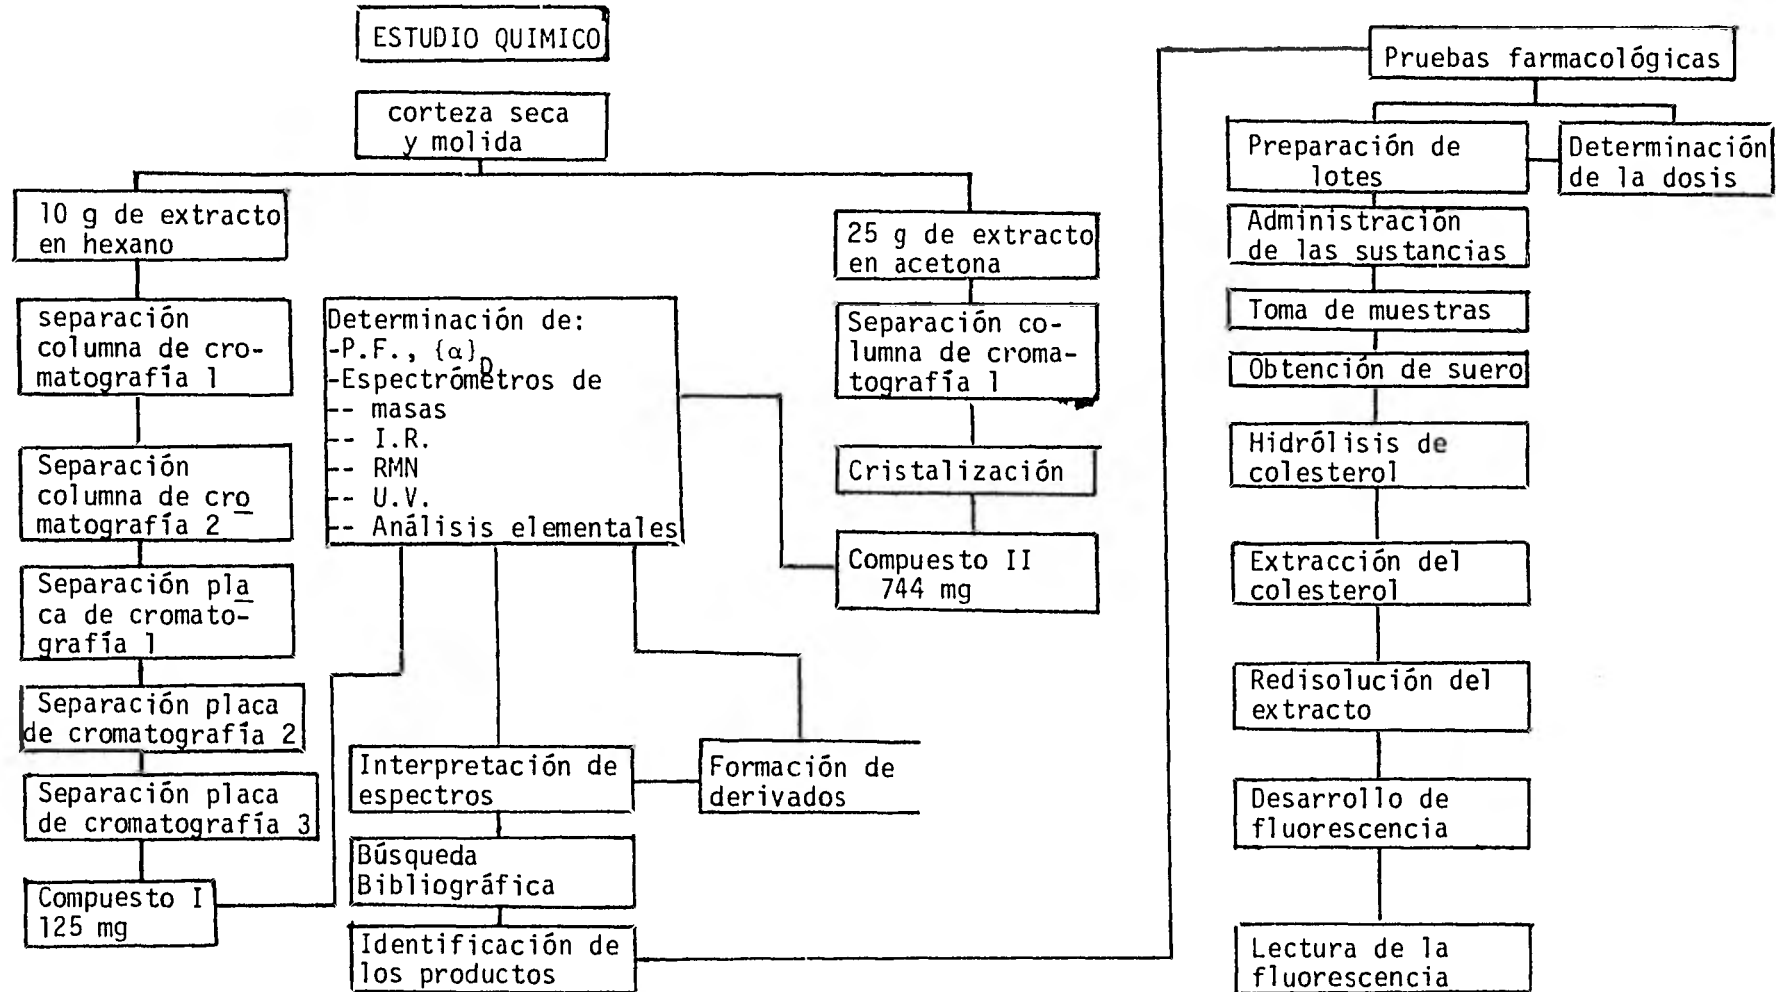 ESTUDIO QUIMICO
corteza seca
y molida
10 g de extracto
en hexano
separación
columna de cro-
matografía 1
Separación
columna de cro
matografía 2
Separación pla
ca de cromato-
grafía 1
Separación placa
de cromatografía 2
Separación placa
de cromatografía 3
Compuesto I
125 mg
Determinación de:
-P.F., {α}D
-Espectrómetros de
-- masas
-- I.R.
-- RMN
-- U.V.
-- Análisis elementales
25 g de extracto
en acetona
Separación co-
lumna de croma-
tografía 1
Cristalización
Compuesto II
744 mg
Interpretación de
espectros
Formación de
derivados
Búsqueda
Bibliográfica
Identificación de
los productos
Pruebas farmacológicas
Preparación de
lotes
Determinación
de la dosis
Administración
de las sustancias
Toma de muestras
Obtención de suero
Hidrólisis de
colesterol
Extracción del
colesterol
Redisolución del
extracto
Desarrollo de
fluorescencia
Lectura de la
fluorescencia